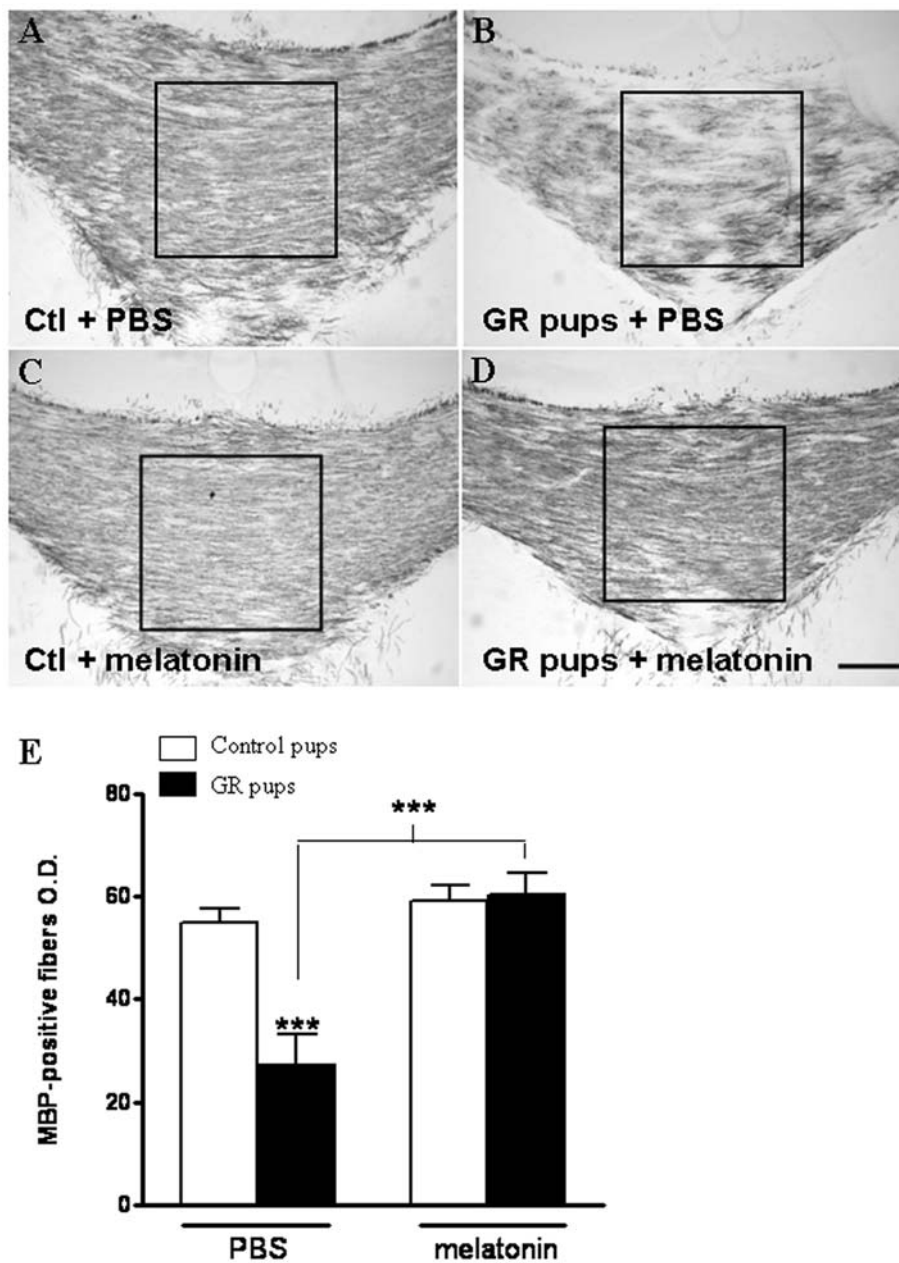 A
B
Ctl + PBS
GR pups + PBS
C
D
Ctl + melatonin
GR pups + melatonin
E
Control pups
GR pups
80
60
40
20
0
MBP-positive fibers O.D.
***
***
PBS
melatonin